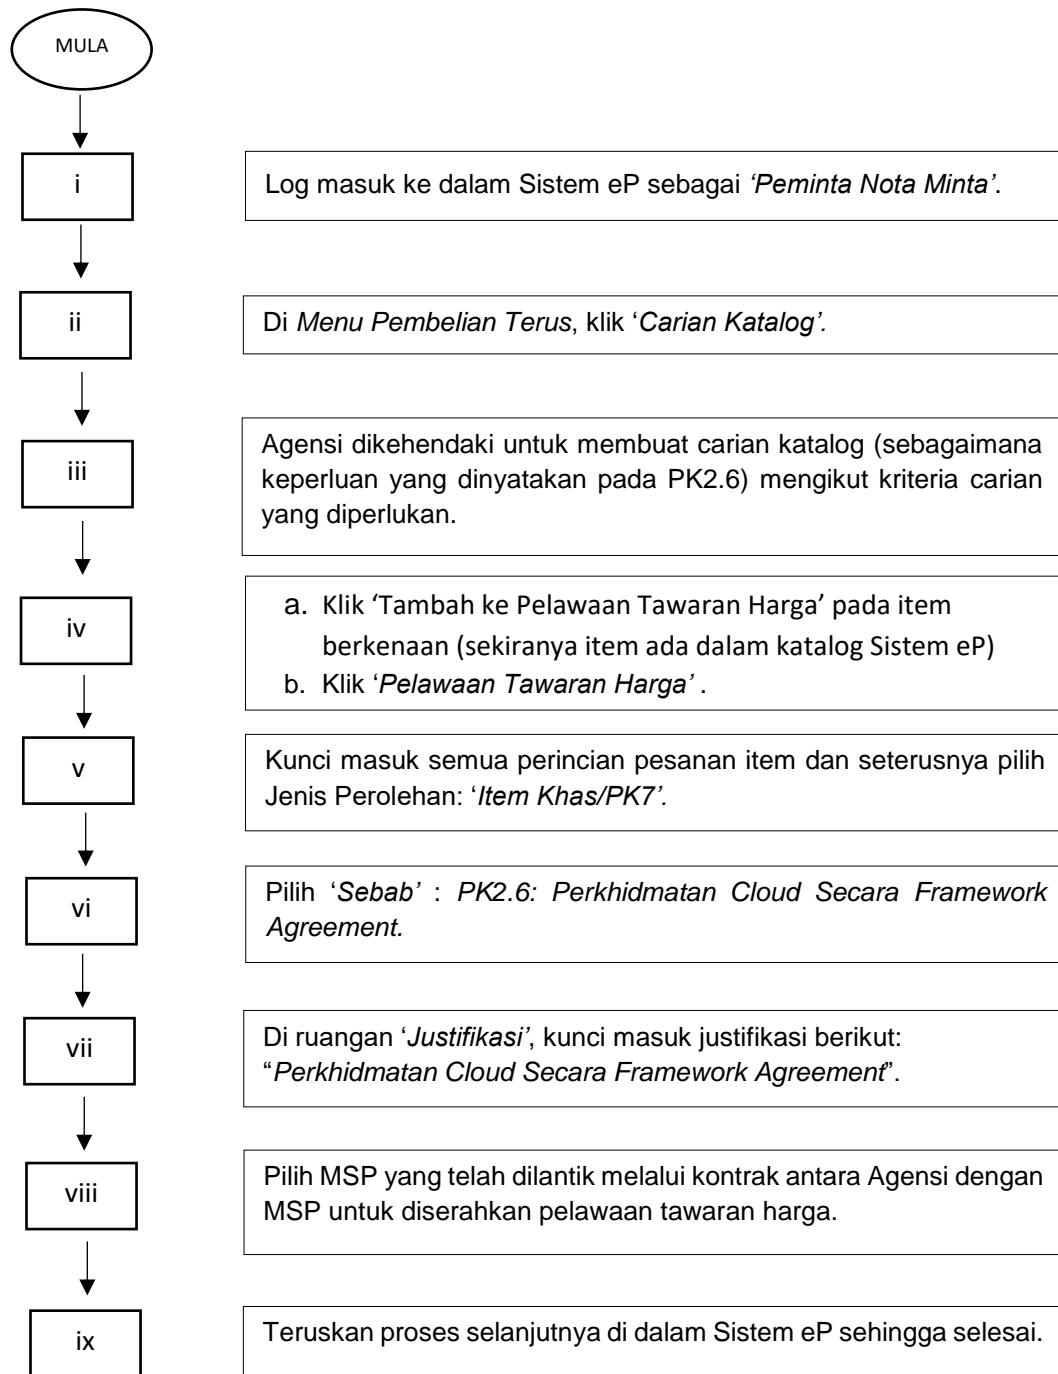 MULA
i
Log masuk ke dalam Sistem eP sebagai ‘Peminta Nota Minta’.
ii
Di Menu Pembelian Terus, klik ‘Carian Katalog’.
iii
Agensi dikehendaki untuk membuat carian katalog (sebagaimana
keperluan yang dinyatakan pada PK2.6) mengikut kriteria carian
yang diperlukan.
iv
a. Klik ‘Tambah ke Pelawaan Tawaran Harga’ pada item
berkenaan (sekiranya item ada dalam katalog Sistem eP)
b. Klik ‘Pelawaan Tawaran Harga’ .
v
Kunci masuk semua perincian pesanan item dan seterusnya pilih
Jenis Perolehan: ‘Item Khas/PK7’.
vi
Pilih ‘Sebab’ : PK2.6: Perkhidmatan Cloud Secara Framework
Agreement.
vii
Di ruangan ‘Justifikasi’, kunci masuk justifikasi berikut:
“Perkhidmatan Cloud Secara Framework Agreement”.
viii
Pilih MSP yang telah dilantik melalui kontrak antara Agensi dengan
MSP untuk diserahkan pelawaan tawaran harga.
ix
Teruskan proses selanjutnya di dalam Sistem eP sehingga selesai.